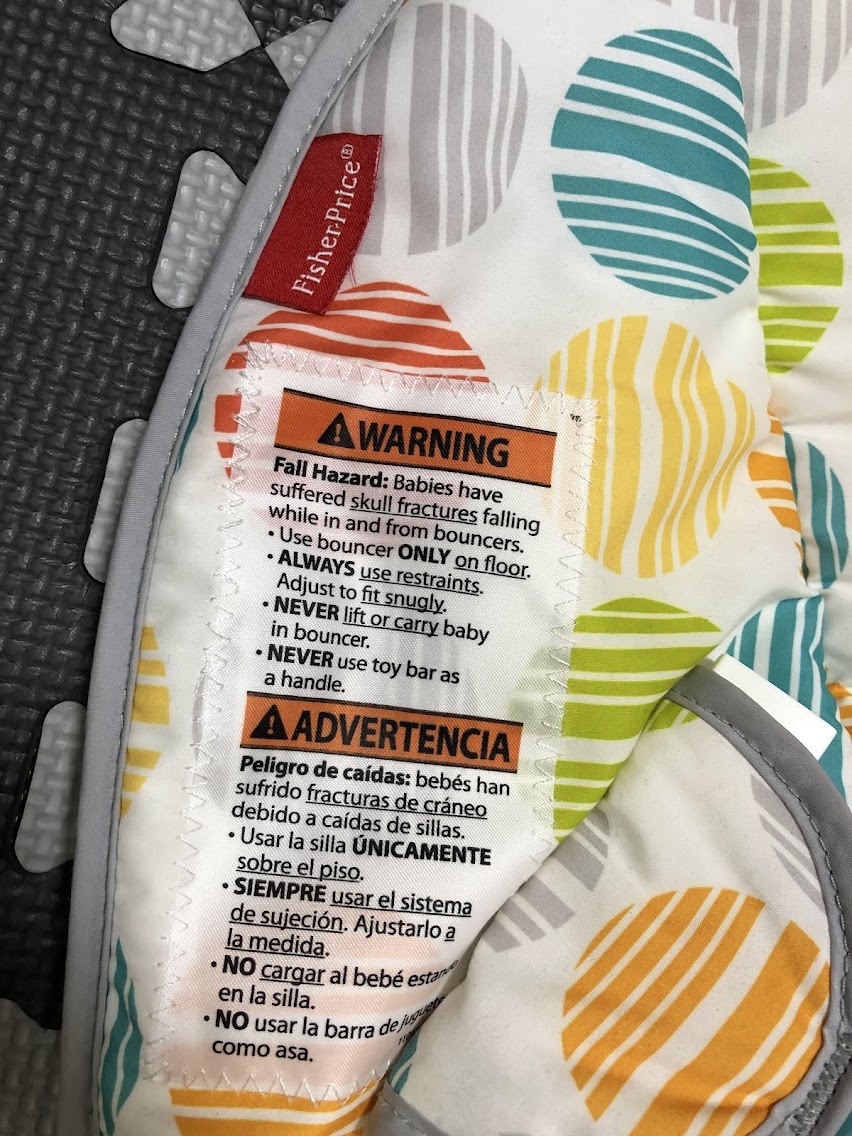 Fisher-Price®
WARNING
Fall Hazard: Babies have
suffered skull fractures falling
while in and from bouncers.
• Use bouncer ONLY on floor.
• ALWAYS use restraints.
Adjust to fit snugly.
• NEVER lift or carry baby
in bouncer.
• NEVER use toy bar as
a handle.
ADVERTENCIA
Peligro de caídas: bebés han
sufrido fracturas de cráneo
debido a caídas de sillas.
• Usar la silla ÚNICAMENTE
sobre el piso.
• SIEMPRE usar el sistema
de sujeción. Ajustarlo a
la medida.
• NO cargar al bebé estando
en la silla.
• NO usar la barra de juguetes
como asa.